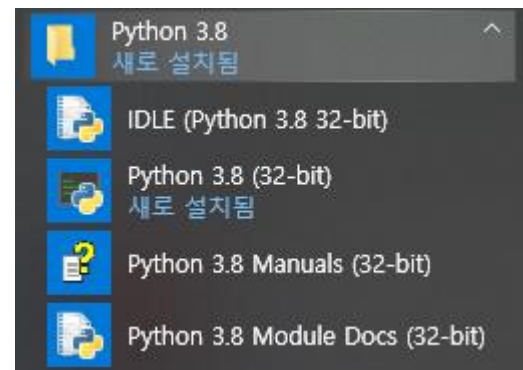 Python 3.8
새로 설치됨
IDLE (Python 3.8 32-bit)
Python 3.8 (32-bit)
새로 설치됨
Python 3.8 Manuals (32-bit)
Python 3.8 Module Docs (32-bit)